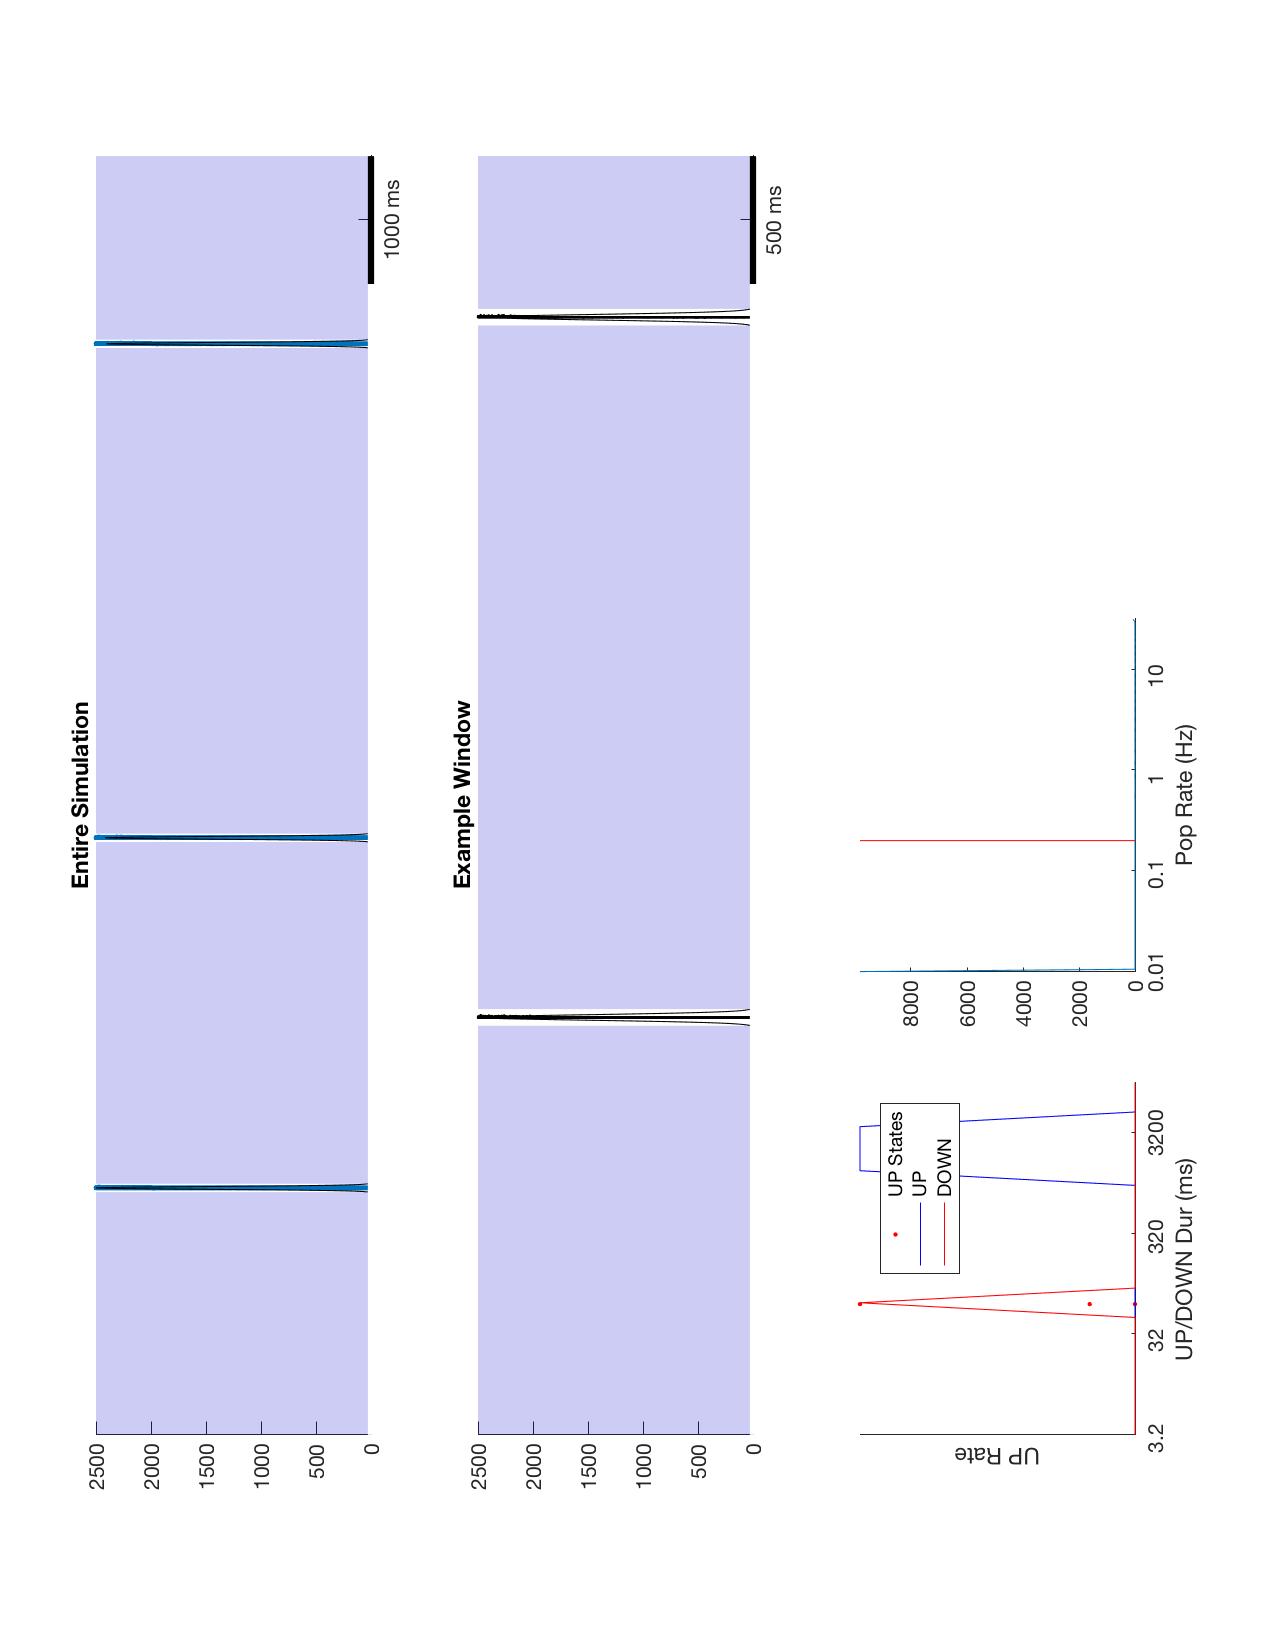 Entire Simulation
2500
2000
1500
1000
500
0
1000 ms
Example Window
2500
2000
1500
1000
500
0
500 ms
UP Rate
UP States
UP
DOWN
3.2 32 320 3200
UP/DOWN Dur (ms)
8000
6000
4000
2000
0
0.01 0.1 1 10
Pop Rate (Hz)